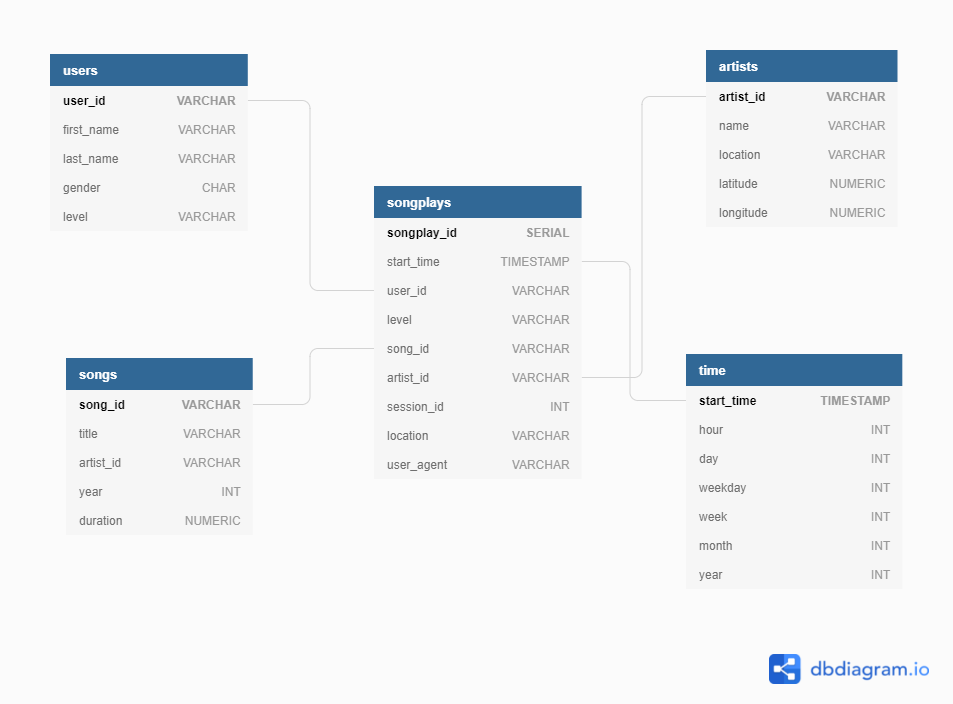 users
user_id VARCHAR
first_name VARCHAR
last_name VARCHAR
gender CHAR
level VARCHAR
songs
song_id VARCHAR
title VARCHAR
artist_id VARCHAR
year INT
duration NUMERIC
songplays
songplay_id SERIAL
start_time TIMESTAMP
user_id VARCHAR
level VARCHAR
song_id VARCHAR
artist_id VARCHAR
session_id INT
location VARCHAR
user_agent VARCHAR
artists
artist_id VARCHAR
name VARCHAR
location VARCHAR
latitude NUMERIC
longitude NUMERIC
time
start_time TIMESTAMP
hour INT
day INT
weekday INT
week INT
month INT
year INT
dbdiagram.io